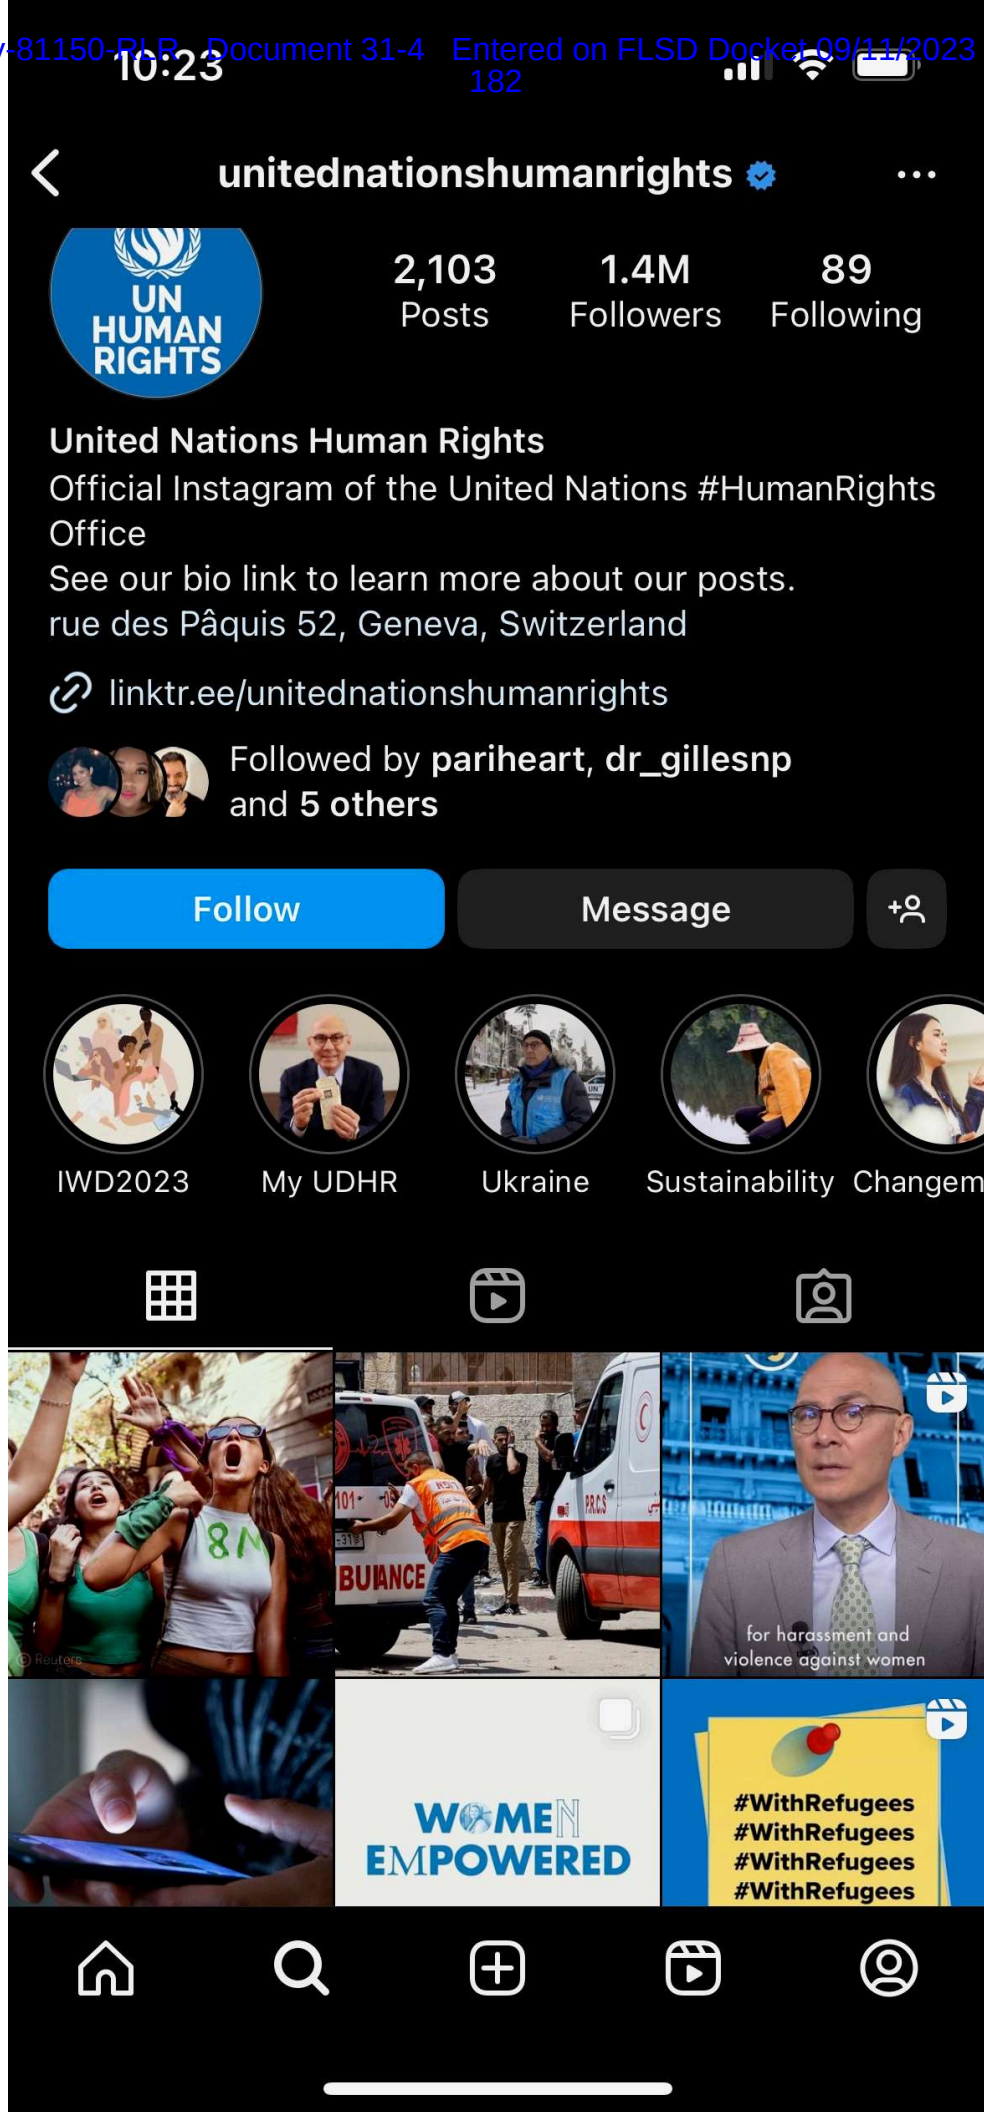 v-81150-RLR Document 31-4 Entered on FLSD Docket 09/11/2023
182
10:23
unitednationshumanrights
UN
HUMAN
RIGHTS
2,103
Posts
1.4M
Followers
89
Following
United Nations Human Rights
Official Instagram of the United Nations #HumanRights
Office
See our bio link to learn more about our posts.
rue des Pâquis 52, Geneva, Switzerland
linktr.ee/unitednationshumanrights
Followed by pariheart, dr_gillesnp
and 5 others
Follow
Message
UN
IWD2023
My UDHR
Ukraine
Sustainability
Changem
8M
© Reuters
101
BULANCE
P.R.C.S
for harassment and
violence against women
WOMEN
EMPOWERED
#WithRefugees
#WithRefugees
#WithRefugees
#WithRefugees